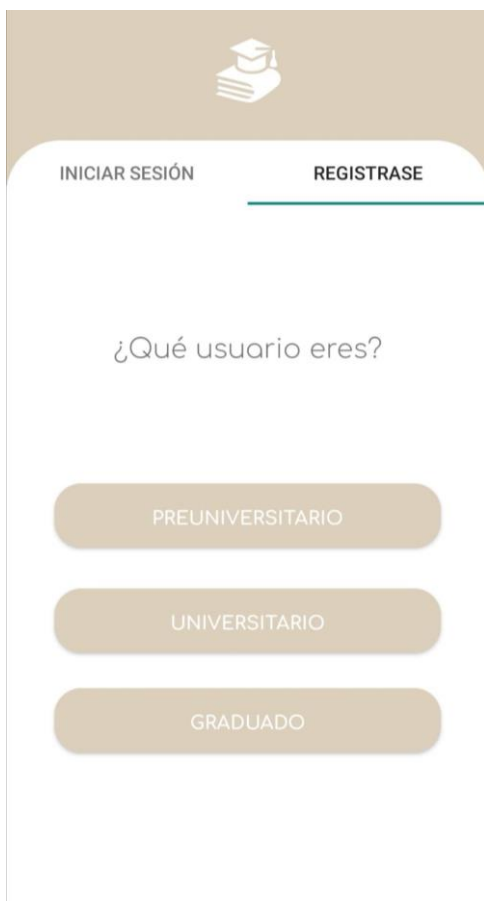 INICIAR SESIÓN
REGISTRASE
¿Qué usuario eres?
PREUNIVERSITARIO
UNIVERSITARIO
GRADUADO